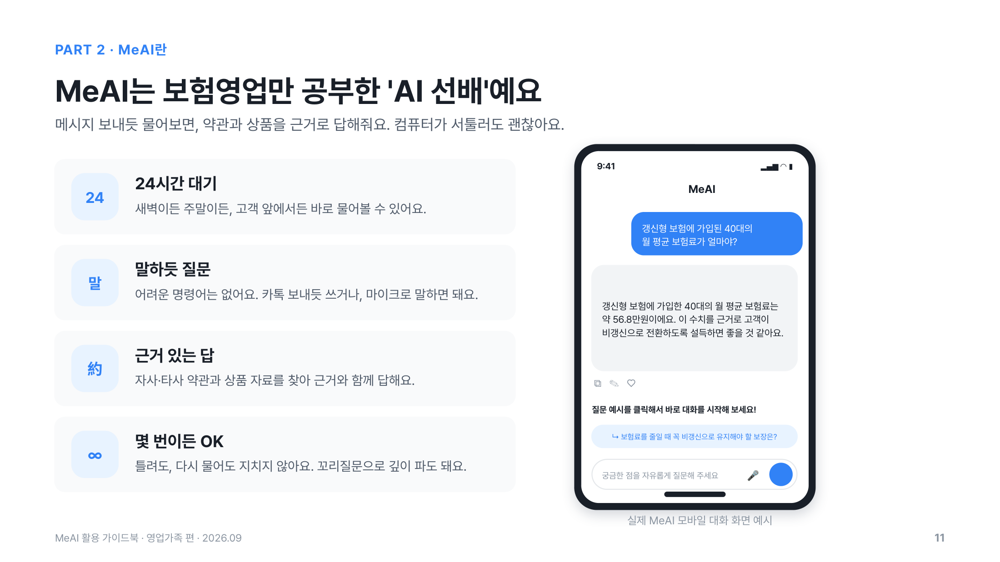 PART 2 · MeAI란
MeAI는 보험영업만 공부한 'AI 선배'예요
메시지 보내듯 물어보면, 약관과 상품을 근거로 답해줘요. 컴퓨터가 서툴러도 괜찮아요.
24
24시간 대기
새벽이든 주말이든, 고객 앞에서든 바로 물어볼 수 있어요.
말
말하듯 질문
어려운 명령어는 없어요. 카톡 보내듯 쓰거나, 마이크로 말하면 돼요.
約
근거 있는 답
자사·타사 약관과 상품 자료를 찾아 근거와 함께 답해요.
∞
몇 번이든 OK
틀려도, 다시 물어도 지치지 않아요. 꼬리질문으로 깊이 파도 돼요.
9:41
MeAI
갱신형 보험에 가입된 40대의
월 평균 보험료가 얼마야?
갱신형 보험에 가입한 40대의 월 평균 보험료는
약 56.8만원이에요. 이 수치를 근거로 고객이
비갱신으로 전환하도록 설득하면 좋을 것 같아요.
질문 예시를 클릭해서 바로 대화를 시작해 보세요!
↳ 보험료를 줄일 때 꼭 비갱신으로 유지해야 할 보장은?
궁금한 점을 자유롭게 질문해 주세요
실제 MeAI 모바일 대화 화면 예시
MeAI 활용 가이드북 · 영업가족 편 · 2026.09
11